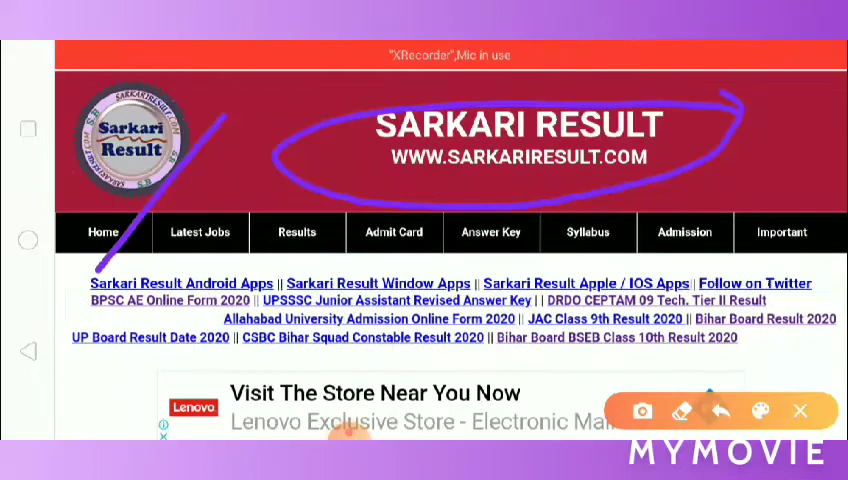 "XRecorder",Mic in use
SARKARIRESULT.COM
S.B
Sarkari
Result
SARKARIRESULT.COM
S.B
SARKARI RESULT
WWW.SARKARIRESULT.COM
Home Latest Jobs Results Admit Card Answer Key Syllabus Admission Important
Sarkari Result Android Apps || Sarkari Result Window Apps || Sarkari Result Apple / IOS Apps|| Follow on Twitter
BPSC AE Online Form 2020 || UPSSSC Junior Assistant Revised Answer Key || DRDO CEPTAM 09 Tech. Tier II Result
Allahabad University Admission Online Form 2020 || JAC Class 9th Result 2020 || Bihar Board Result 2020
UP Board Result Date 2020 || CSBC Bihar Squad Constable Result 2020 || Bihar Board BSEB Class 10th Result 2020
Lenovo
Visit The Store Near You Now
Lenovo Exclusive Store - Electronic Mall
MYMOVIE